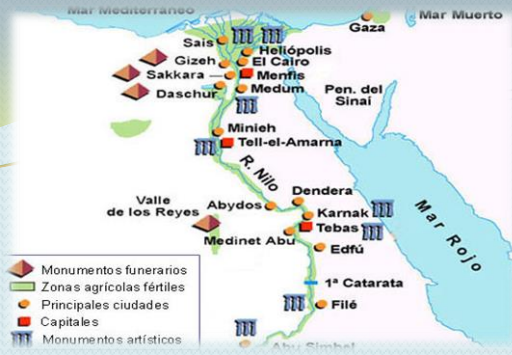 Mar Mediterráneo
Mar Muerto
Gaza
Sais
Heliópolis
Gizeh
El Cairo
Sakkara
Menfis
Daschur
Medum
Pen. del
Sinaí
Minieh
Tell-el-Amarna
R. Nilo
Dendera
Valle
de los Reyes
Abydos
Karnak
Tebas
Mar Rojo
Medinet Abu
Edfú
1ª Catarata
Filé
Abu Simbel
Monumentos funerarios
Zonas agrícolas fértiles
Principales ciudades
Capitales
Monumentos artísticos